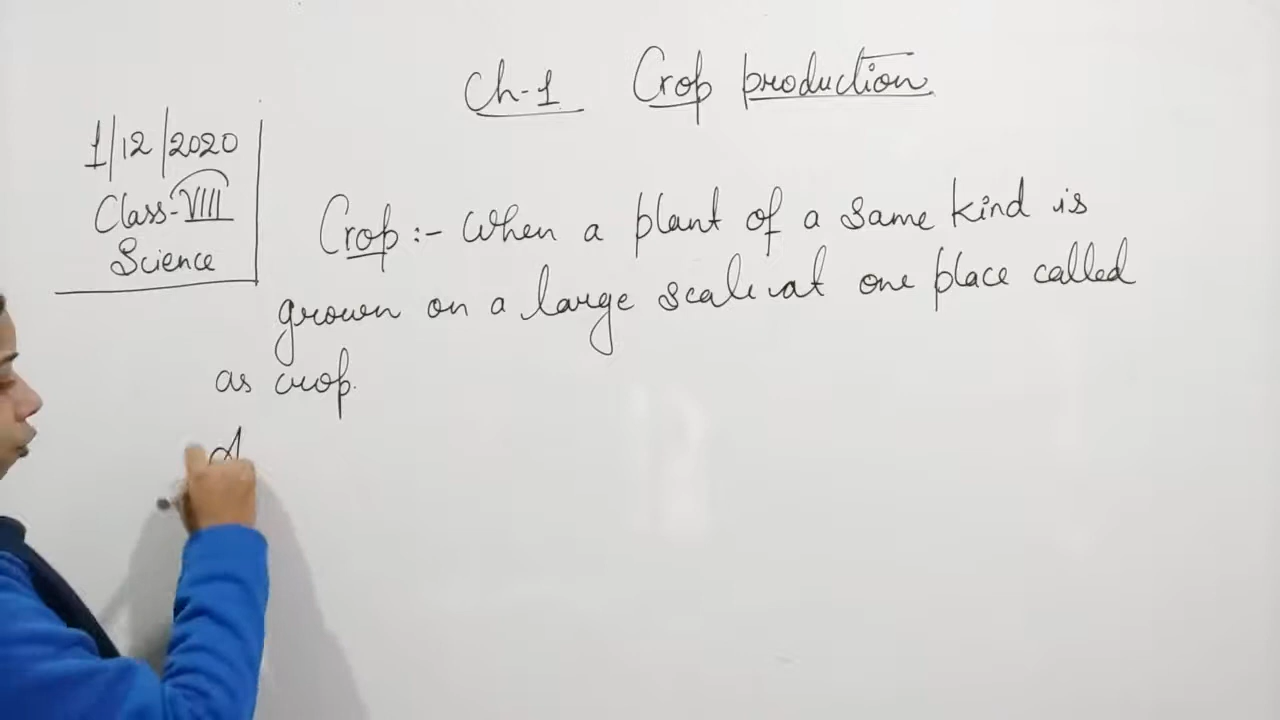 Ch-1 Crop production
1/12/2020
Class-VIII
Science
Crop :- When a plant of a same kind is
grown on a large scale at one place called
as crop.
A